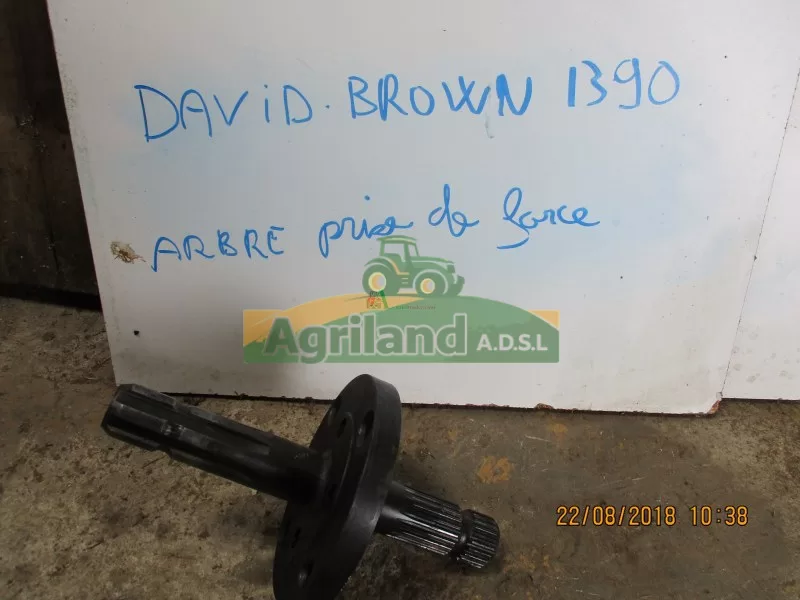 DAVID. BROWN 1390
ARBRE prise de force
Agriland A.D.S.L
22/08/2018 10:38